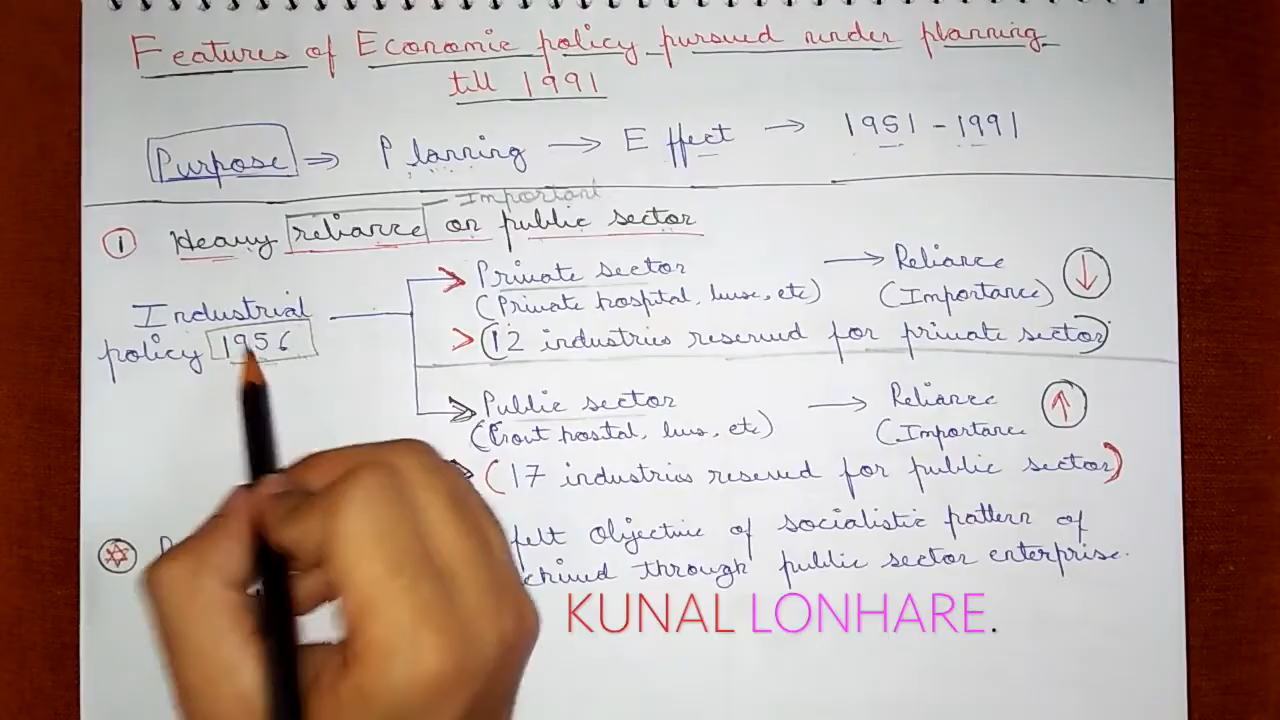 Features of Economic policy pursued under planning
till 1991
Purpose ⇒ Planning → Effect → 1951 - 1991
① Heavy reliance on public sector
- Important
Private sector → Reliance ↓
(Private hospital, buse, etc) (Importance)
Industrial
policy 1956
> (12 industries reserved for private sector)
Public sector → Reliance ↑
(Govt hostal, bus, etc) (Importance
(17 industries reserved for public sector)
felt objective of socialistic pattern of
through public sector enterprise.
KUNAL LONHARE.